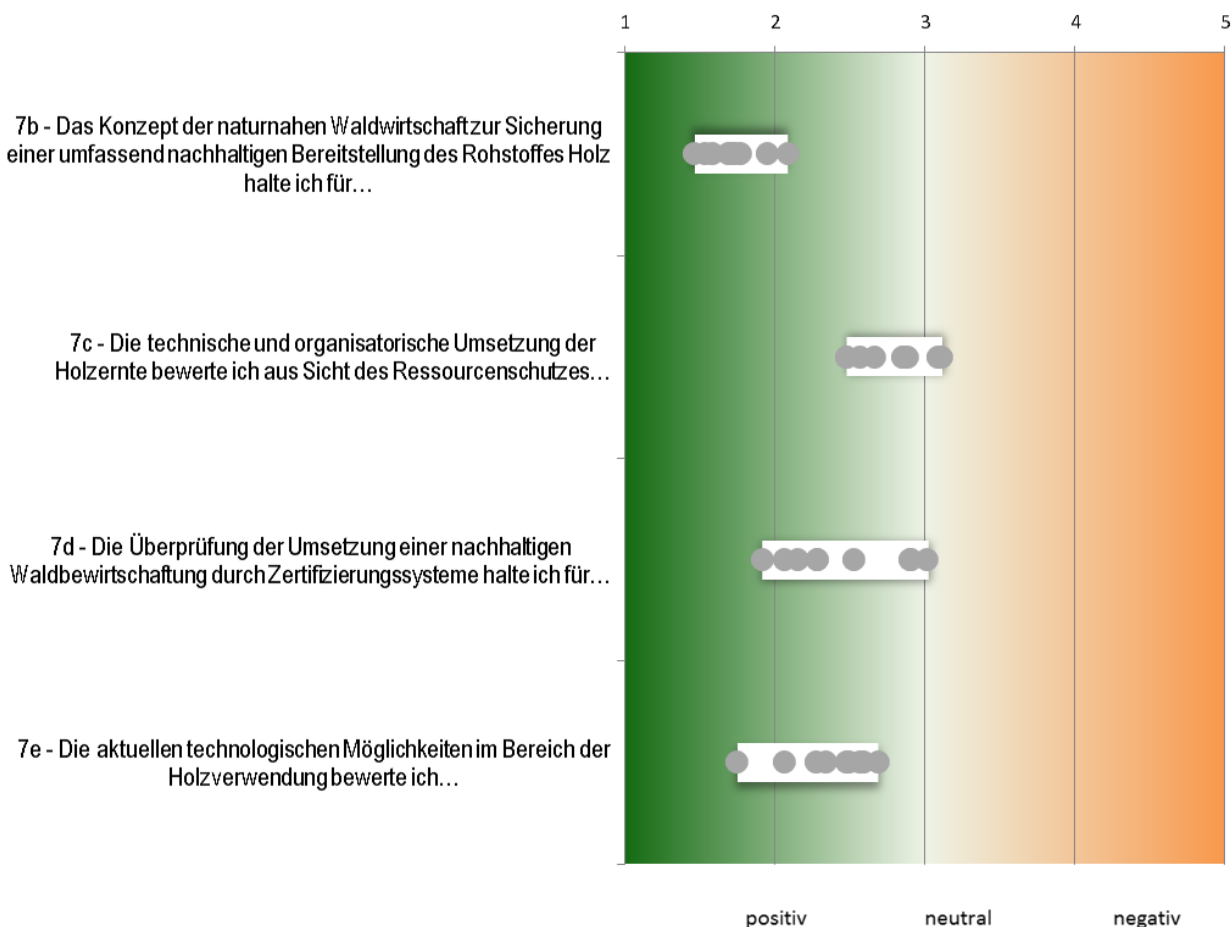 1 2 3 4 5
7b - Das Konzept der naturnahen Waldwirtschaft zur Sicherung
einer umfassend nachhaltigen Bereitstellung des Rohstoffes Holz
halte ich für…
7c - Die technische und organisatorische Umsetzung der
Holzernte bewerte ich aus Sicht des Ressourcenschutzes…
7d - Die Überprüfung der Umsetzung einer nachhaltigen
Waldbewirtschaftung durch Zertifizierungssysteme halte ich für…
7e - Die aktuellen technologischen Möglichkeiten im Bereich der
Holzverwendung bewerte ich…
positiv neutral negativ